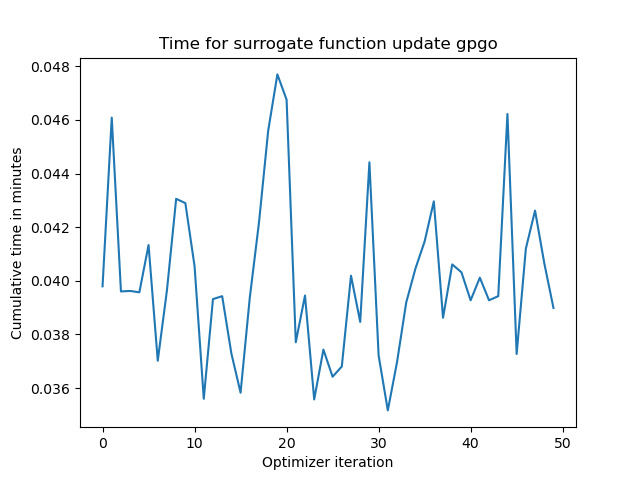 Time for surrogate function update gpgo
0.048
0.046
0.044
0.042
0.040
0.038
0.036
Cumulative time in minutes
0 10 20 30 40 50
Optimizer iteration